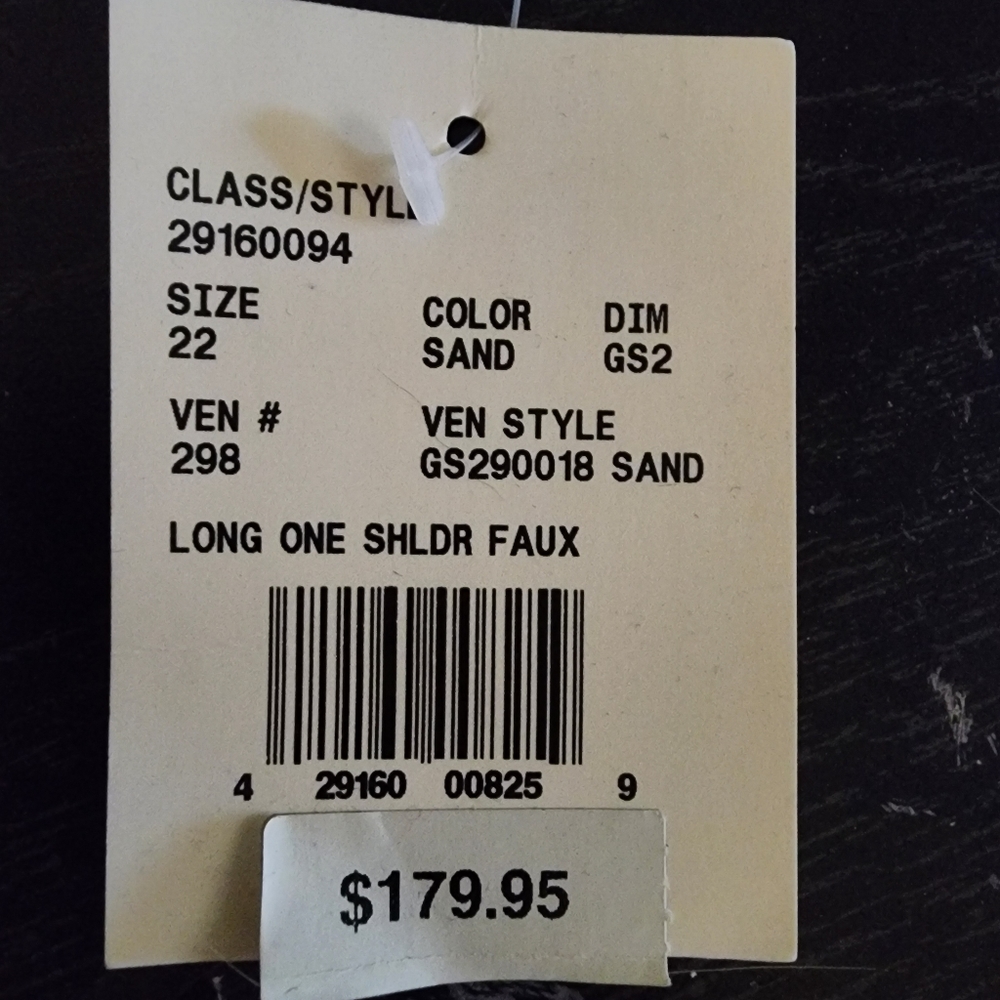 CLASS/STYLE
29160094
SIZE COLOR DIM
22 SAND GS2
VEN # VEN STYLE
298 GS290018 SAND
LONG ONE SHLDR FAUX
4 29160 00825 9
$179.95